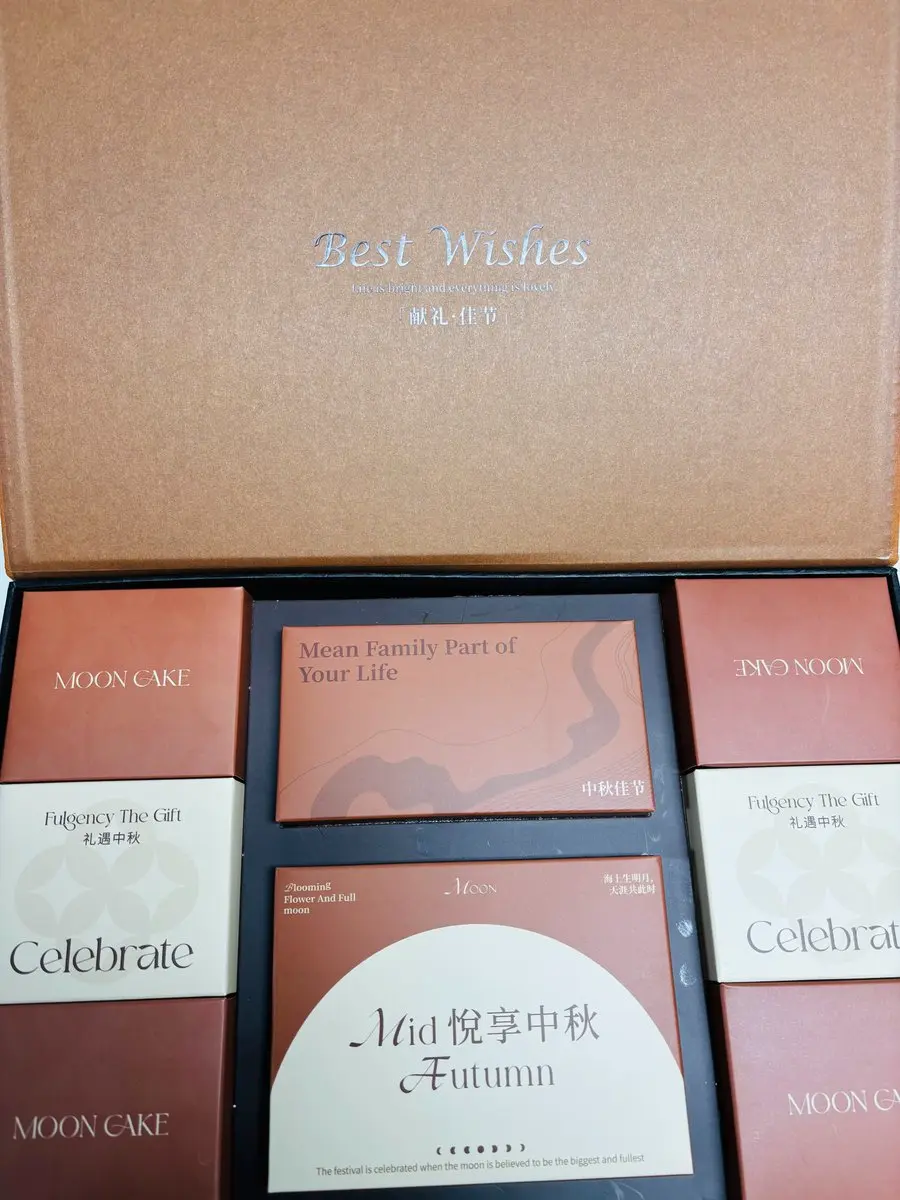 Best Wishes
Life is bright and everything is lovely
「献礼·佳节」
MOON CAKE
Mean Family Part of
Your Life
中秋佳节
MOON CAKE
Fulgency The Gift
礼遇中秋
Celebrate
Fulgency The Gift
礼遇中秋
Celebrat
Blooming
Flower And Full
moon
MOON
海上生明月,
天涯共此时
Mid 悦享中秋
Autumn
The festival is celebrated when the moon is believed to be the biggest and fullest
MOON CAKE
MOON CA